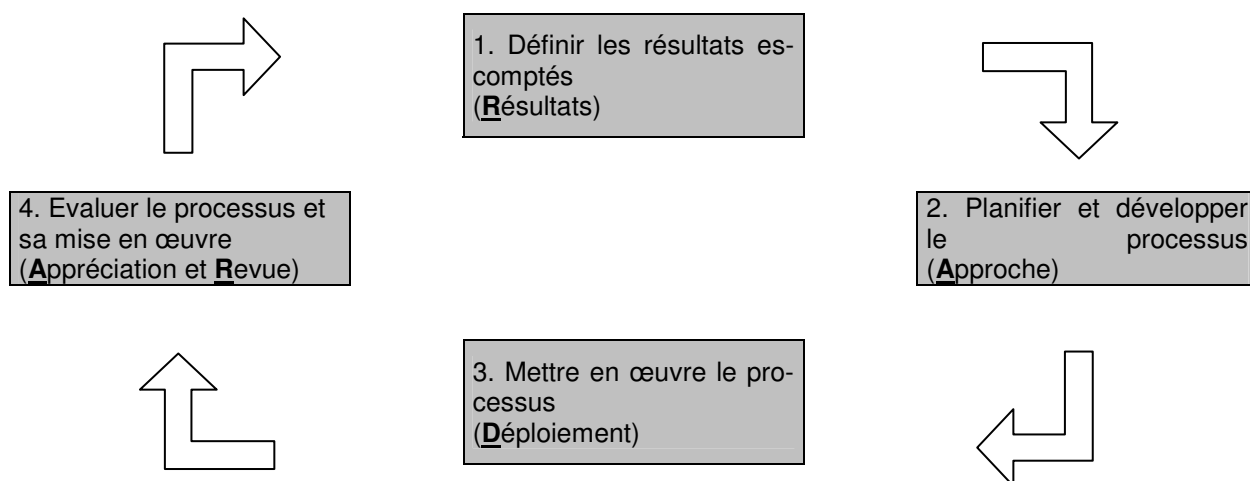 1. Définir les résultats es-
comptés
(Résultats)
2. Planifier et développer
le processus
(Approche)
3. Mettre en œuvre le pro-
cessus
(Déploiement)
4. Evaluer le processus et
sa mise en œuvre
(Appréciation et Revue)